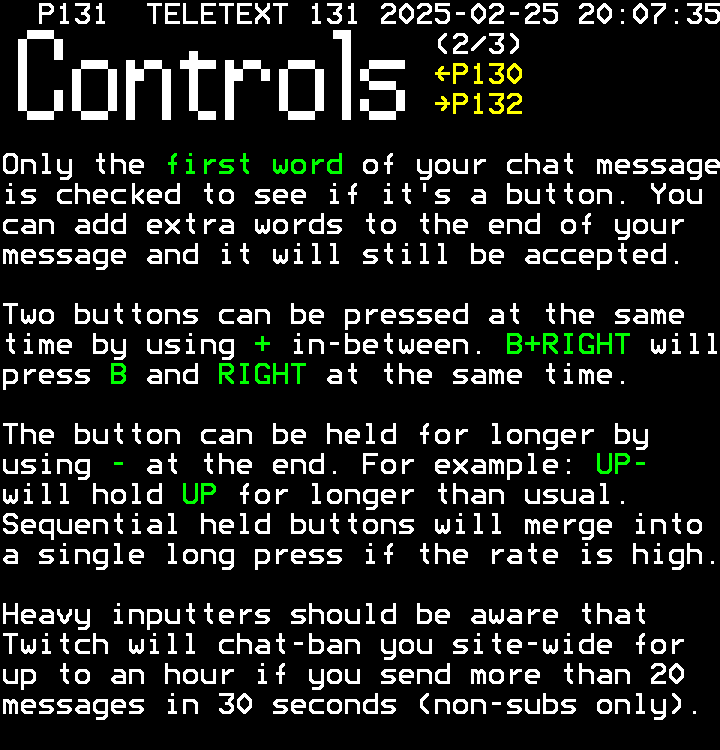 P131  TELETEXT 131 2025-02-25 20:07:35
Controls
(2/3)
←P130
→P132
Only the first word of your chat message
is checked to see if it's a button. You
can add extra words to the end of your
message and it will still be accepted.
Two buttons can be pressed at the same
time by using + in-between. B+RIGHT will
press B and RIGHT at the same time.
The button can be held for longer by
using - at the end. For example: UP-
will hold UP for longer than usual.
Sequential held buttons will merge into
a single long press if the rate is high.
Heavy inputters should be aware that
Twitch will chat-ban you site-wide for
up to an hour if you send more than 20
messages in 30 seconds (non-subs only).